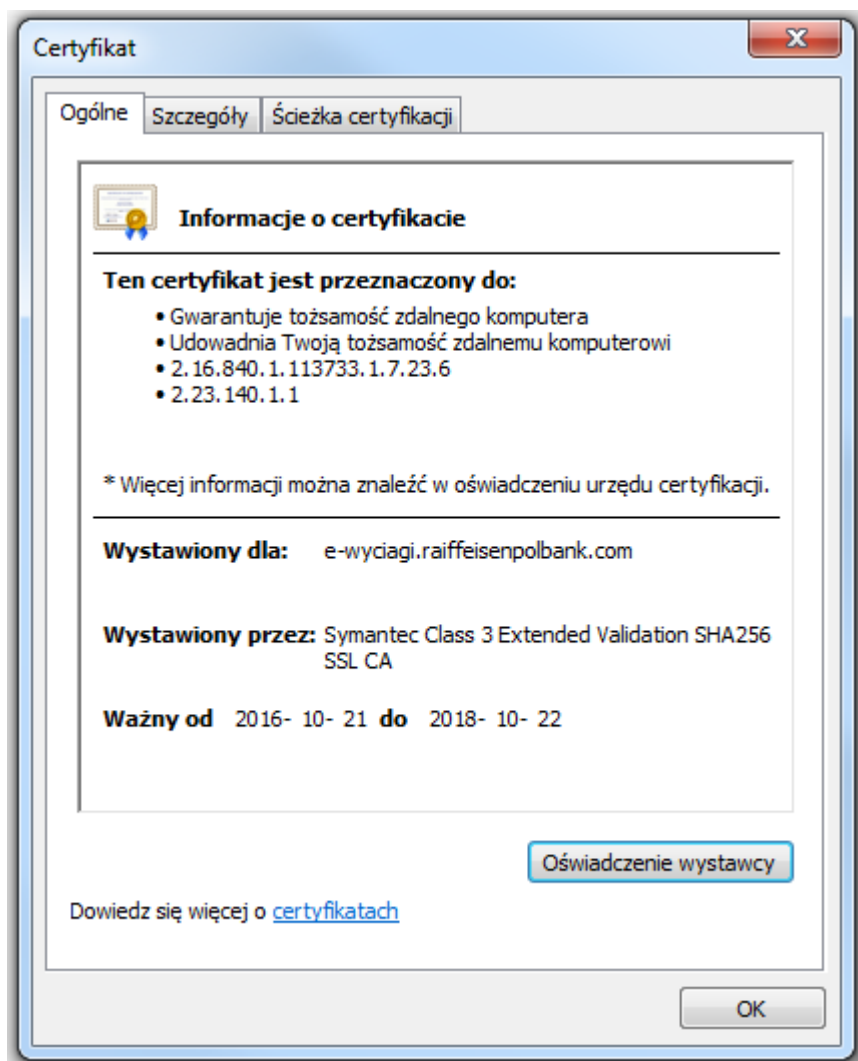 Certyfikat
Ogólne
Szczegóły
Ścieżka certyfikacji
Informacje o certyfikacie
Ten certyfikat jest przeznaczony do:
• Gwarantuje tożsamość zdalnego komputera
• Udowadnia Twoją tożsamość zdalnemu komputerowi
• 2.16.840.1.113733.1.7.23.6
• 2.23.140.1.1
* Więcej informacji można znaleźć w oświadczeniu urzędu certyfikacji.
Wystawiony dla: e-wyciagi.raiffeisenpolbank.com
Wystawiony przez: Symantec Class 3 Extended Validation SHA256
SSL CA
Ważny od 2016- 10- 21 do 2018- 10- 22
Oświadczenie wystawcy
Dowiedz się więcej o certyfikatach
OK